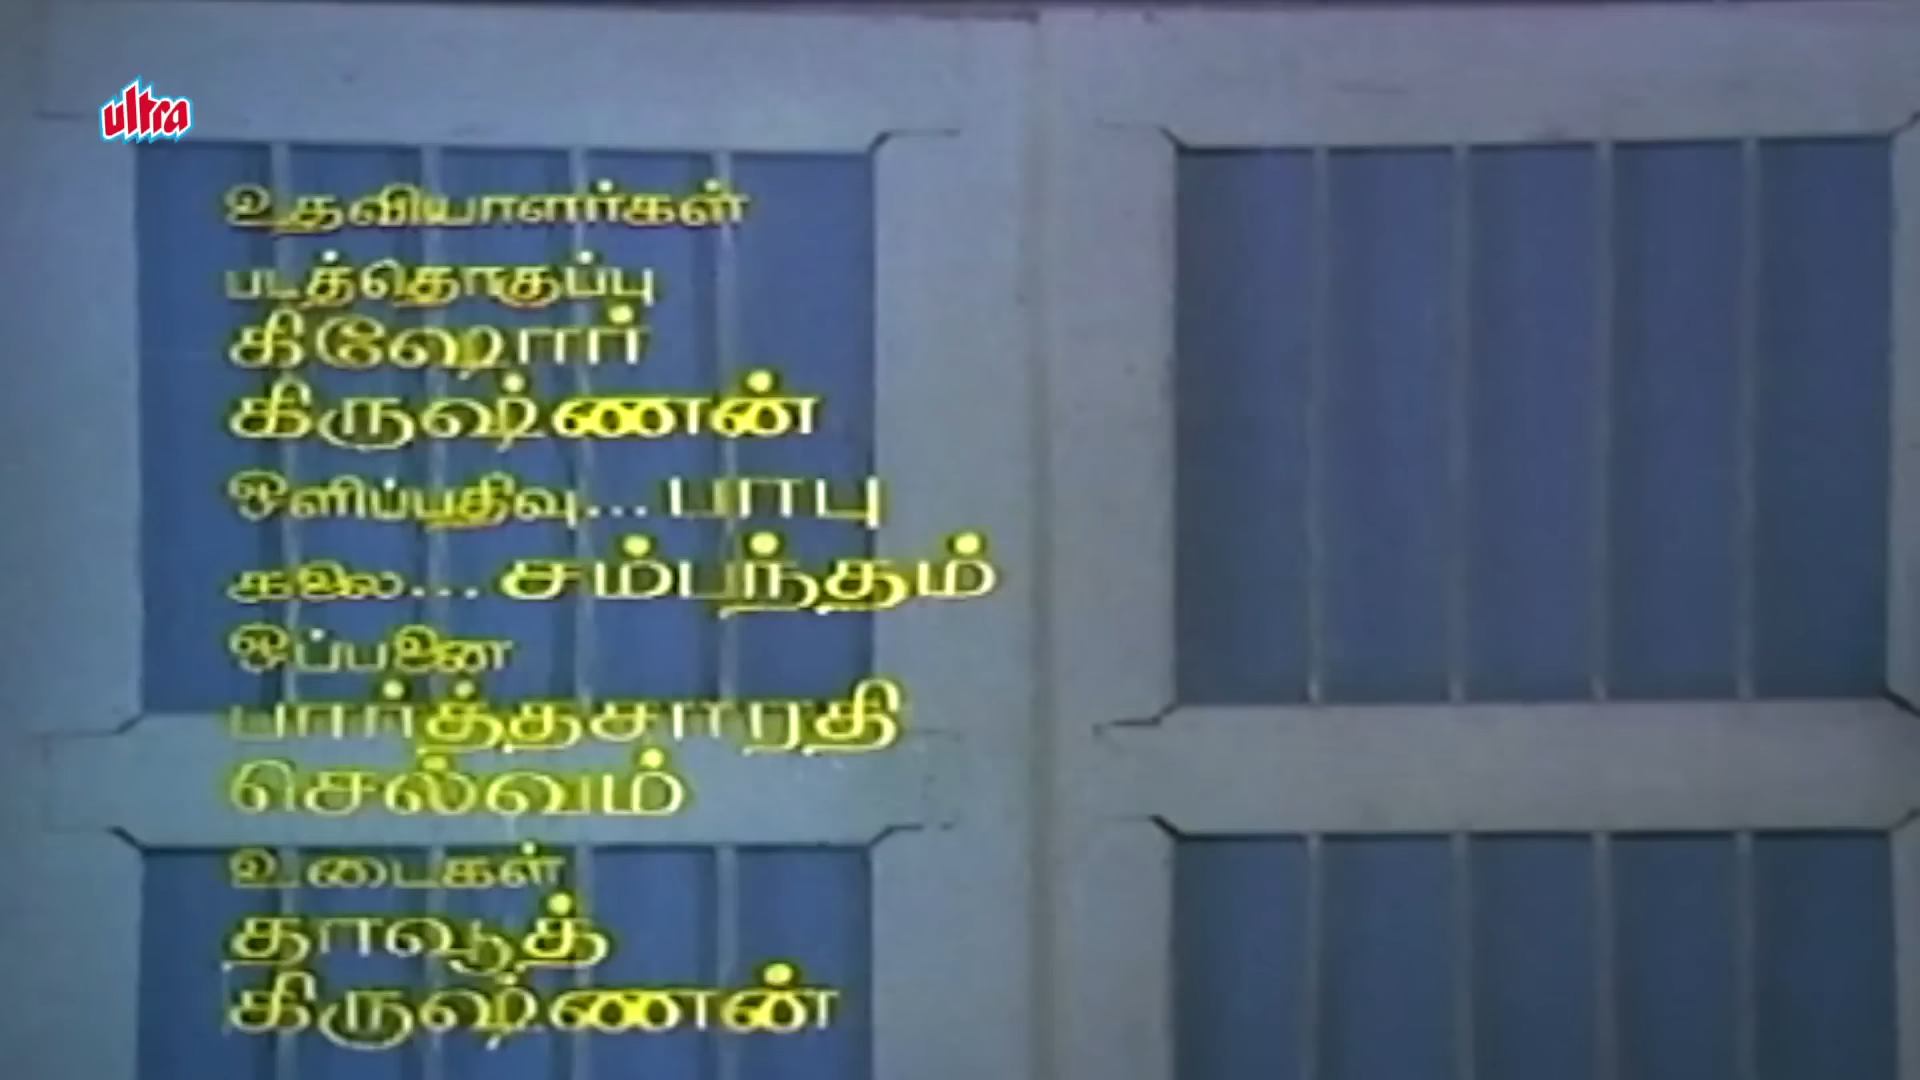 ultra
உதவியாளர்கள்
படத்தொகுப்பு
கிஷோர்
கிருஷ்ணன்
ஒளிப்பதிவு... பாபு
கலை... சம்பந்தம்
ஒப்பனை
பார்த்தசாரதி
செல்வம்
உடைகள்
தாவூத்
கிருஷ்ணன்